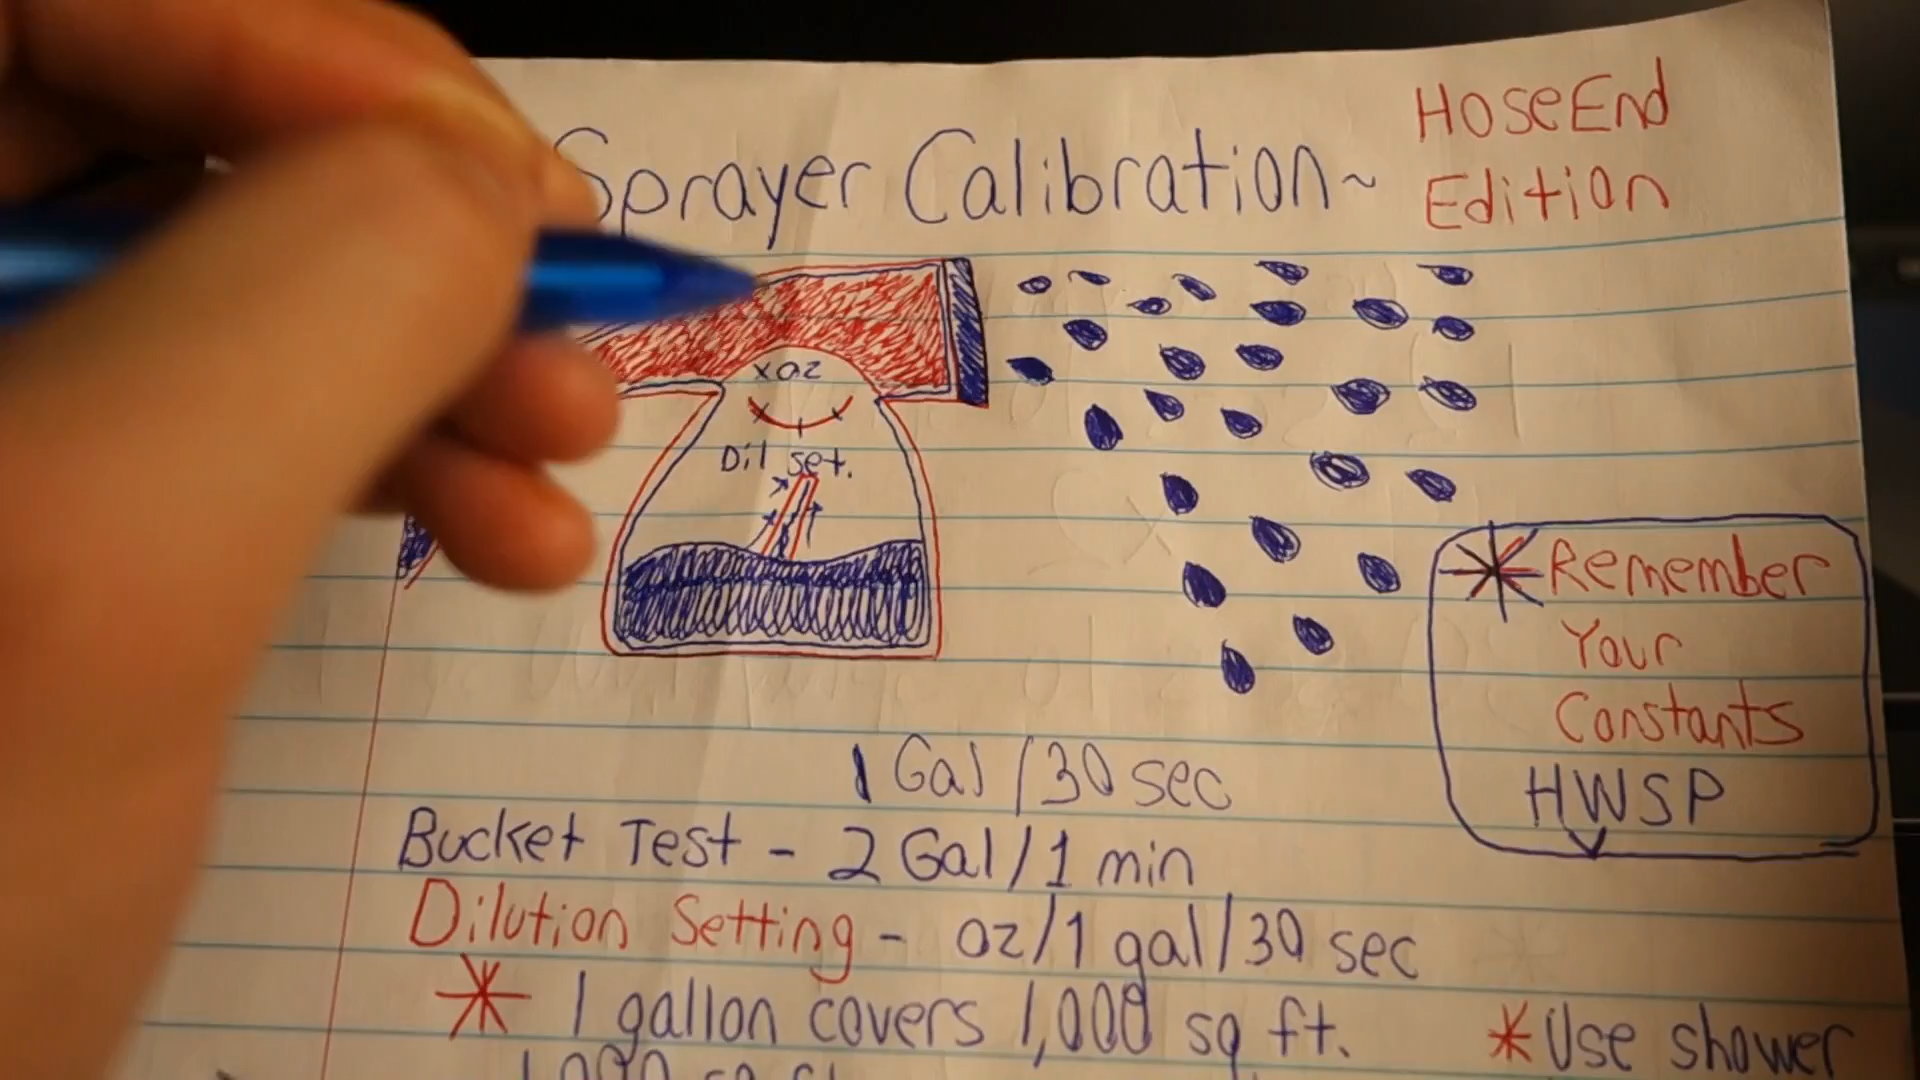 Sprayer Calibration~
HoseEnd
Edition
xoz
Dil set.
Remember
Your
Constants
HWSP
1 Gal/30 sec
Bucket Test - 2 Gal/1 min
Dilution Setting - oz/1 gal/30 sec
* 1 gallon covers 1,000 sq ft.
*Use shower